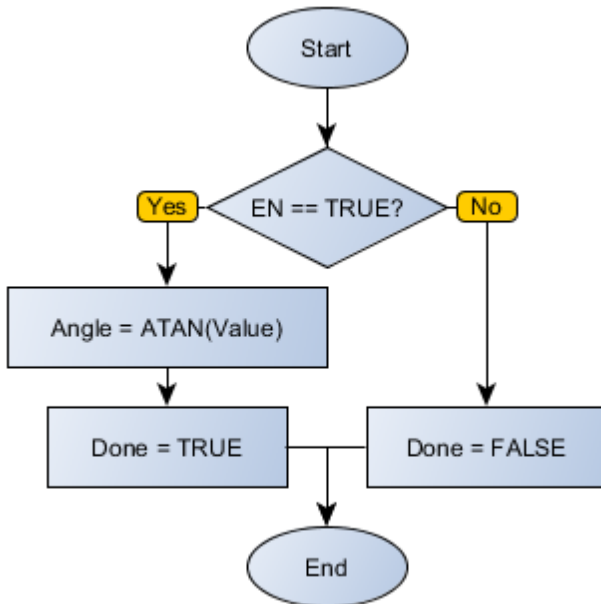 Start
EN == TRUE?
Yes
No
Angle = ATAN(Value)
Done = TRUE
Done = FALSE
End